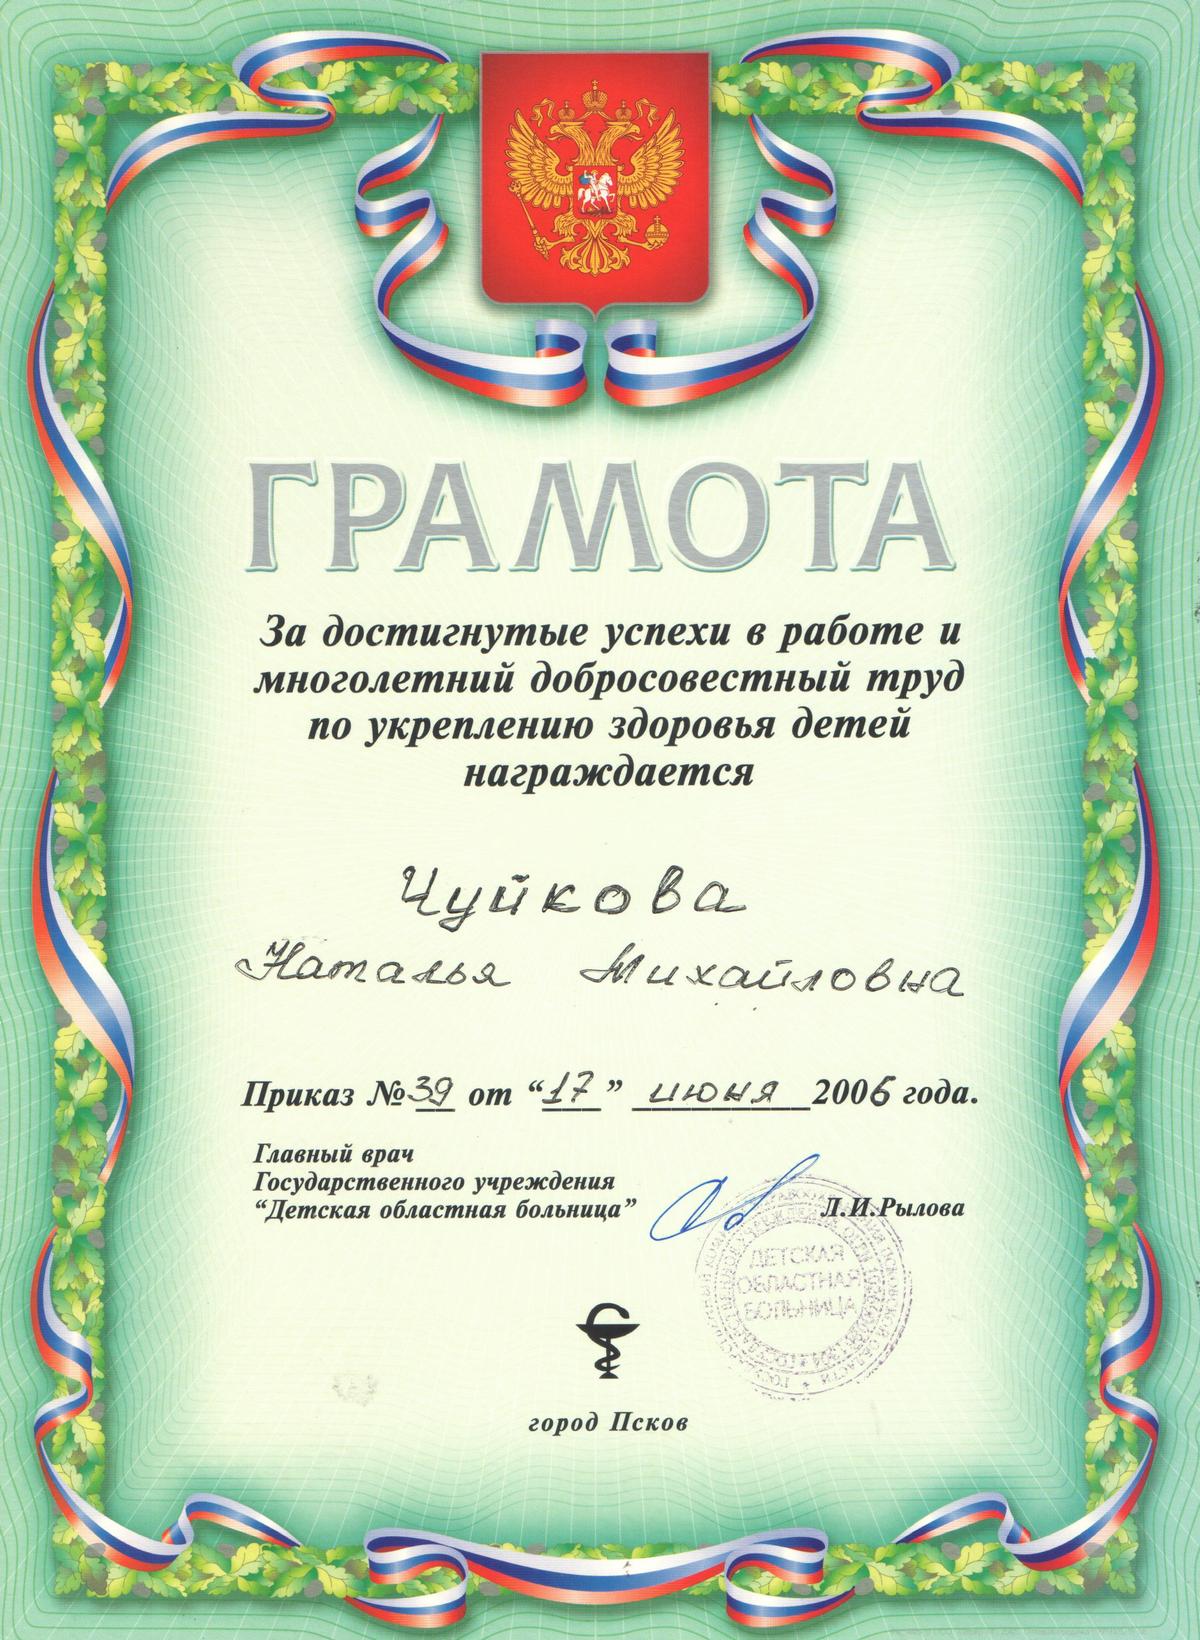 ГРАМОТА
За достигнутые успехи в работе и
многолетний добросовестный труд
по укреплению здоровья детей
награждается
Чуйкова
Наталья Михайловна
Приказ №39 от “17” июня 2006 года.
Главный врач
Государственного учреждения
“Детская областная больница”
Л.И.Рылова
ДЕТСКАЯ
ОБЛАСТНАЯ
БОЛЬНИЦА
город Псков